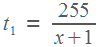 t₁ = 255 / x+1